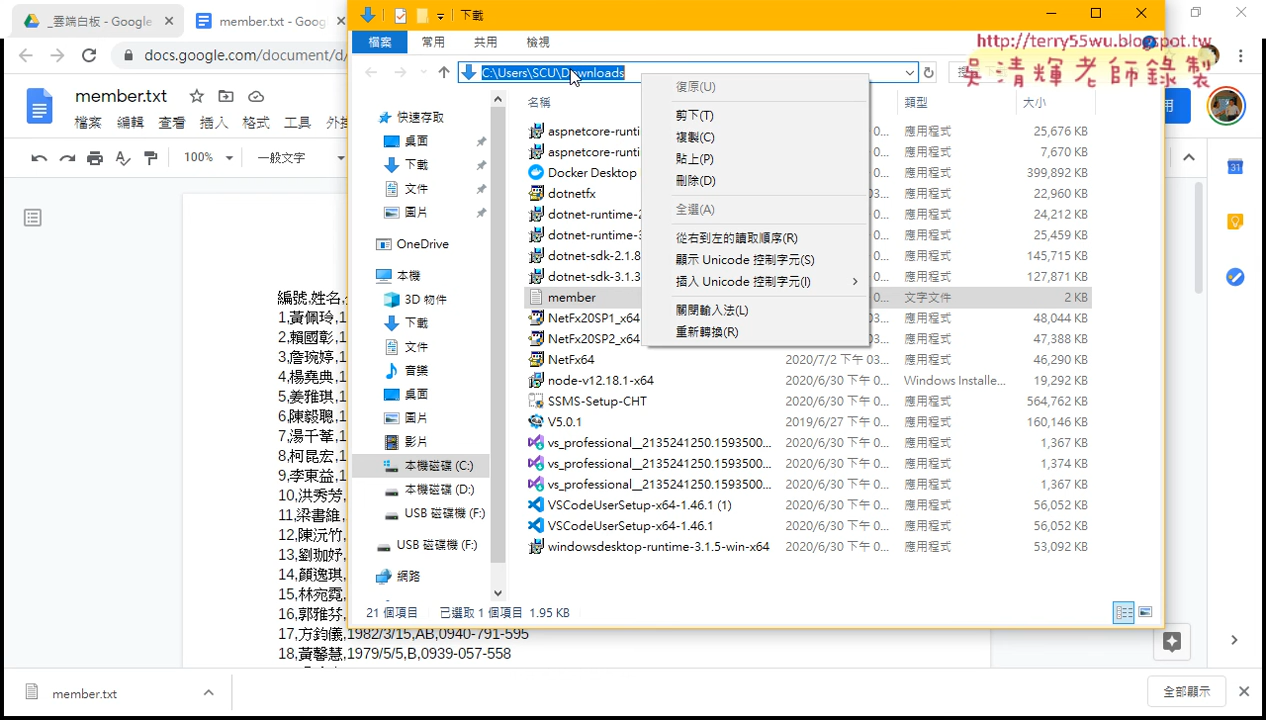 _雲端白板 - Google
member.txt - Goog
下載
檔案
常用
共用
檢視
http://terry55wu.blogspot.tw
吳清輝老師錄製
docs.google.com/document/d/
C:\Users\SCU\Downloads
member.txt
檔案 編輯 查看 插入 格式 工具 外掛
100%
一般文字
復原(U)
剪下(T)
複製(C)
貼上(P)
刪除(D)
全選(A)
從右到左的讀取順序(R)
顯示 Unicode 控制字元(S)
插入 Unicode 控制字元(I)
關閉輸入法(L)
重新轉換(R)
快速存取
桌面
下載
文件
圖片
OneDrive
本機
3D 物件
下載
文件
音樂
桌面
圖片
影片
本機磁碟 (C:)
本機磁碟 (D:)
USB 磁碟機 (F:)
USB 磁碟機 (F:)
網路
名稱 類型 大小
aspnetcore-runti 應用程式 25,676 KB
aspnetcore-runti 應用程式 7,670 KB
Docker Desktop 應用程式 399,892 KB
dotnetfx 應用程式 22,960 KB
dotnet-runtime-2 應用程式 24,212 KB
dotnet-runtime-3 應用程式 25,459 KB
dotnet-sdk-2.1.8 應用程式 145,715 KB
dotnet-sdk-3.1.3 應用程式 127,871 KB
member 文字文件 2 KB
NetFx20SP1_x64 應用程式 48,044 KB
NetFx20SP2_x64 應用程式 47,388 KB
NetFx64 2020/7/2 下午 03... 應用程式 46,290 KB
node-v12.18.1-x64 2020/6/30 下午 0... Windows Installe... 19,292 KB
SSMS-Setup-CHT 2020/6/30 下午 0... 應用程式 564,762 KB
V5.0.1 2019/6/27 下午 0... 應用程式 160,146 KB
vs_professional__2135241250.1593500... 2020/6/30 下午 0... 應用程式 1,367 KB
vs_professional__2135241250.1593500... 2020/6/30 下午 0... 應用程式 1,374 KB
vs_professional__2135241250.1593500... 2020/6/30 下午 0... 應用程式 1,367 KB
VSCodeUserSetup-x64-1.46.1 (1) 2020/6/30 下午 0... 應用程式 56,052 KB
VSCodeUserSetup-x64-1.46.1 2020/6/30 下午 0... 應用程式 56,052 KB
windowsdesktop-runtime-3.1.5-win-x64 2020/6/30 下午 0... 應用程式 53,092 KB
21 個項目 已選取 1 個項目 1.95 KB
編號,姓名,
1,黃佩玲,1
2,賴國彰,1
3,詹琬婷,1
4,楊堯典,1
5,姜雅琪,1
6,陳毅聰,1
7,湯千葦,1
8,柯昆宏,1
9,李東益,1
10,洪秀芳,
11,梁書維,
12,陳沅竹,
13,劉珈妤,
14,顏逸琪,
15,林宛霓,
16,郭雅芬,
17,方鈞儀,1982/3/15,AB,0940-791-595
18,黃馨慧,1979/5/5,B,0939-057-558
31
member.txt
全部顯示